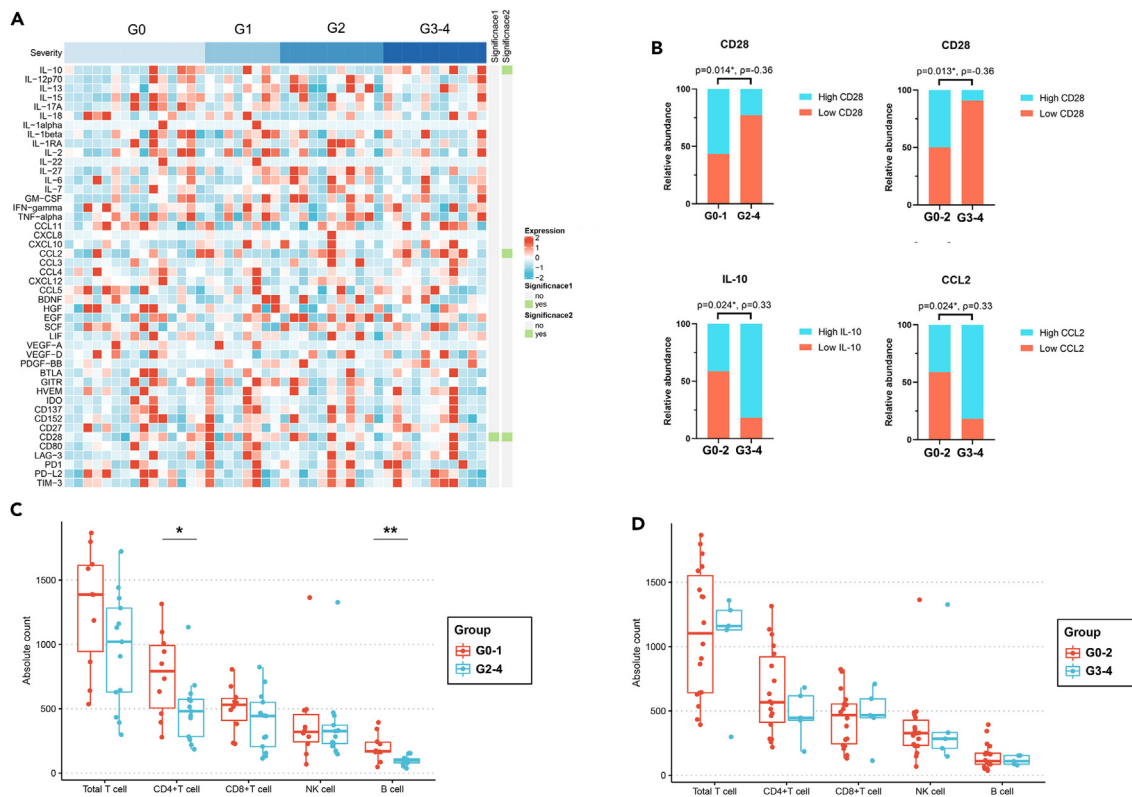 A
G0 G1 G2 G3-4
Significnace1
Significnace2
Severity
IL-10
IL-12p70
IL-13
IL-15
IL-17A
IL-18
IL-1alpha
IL-1beta
IL-1RA
IL-2
IL-22
IL-27
IL-6
IL-7
GM-CSF
IFN-gamma
TNF-alpha
CCL11
CXCL8
CXCL10
CCL2
CCL3
CCL4
CXCL12
CCL5
BDNF
HGF
EGF
SCF
LIF
VEGF-A
VEGF-D
PDGF-BB
BTLA
GITR
HVEM
IDO
CD137
CD152
CD27
CD28
CD80
LAG-3
PD1
PD-L2
TIM-3
Expression
2
1
0
−1
−2
Significnace1
no
yes
Significnace2
no
yes
B
CD28
p=0.014*, ρ=-0.36
100
50
0
Relative abundance
G0-1 G2-4
High CD28
Low CD28
CD28
p=0.013*, ρ=-0.36
100
50
0
Relative abundance
G0-2 G3-4
High CD28
Low CD28
IL-10
p=0.024*, ρ=0.33
100
50
0
Relative abundance
G0-2 G3-4
High IL-10
Low IL-10
CCL2
p=0.024*, ρ=0.33
100
50
0
Relative abundance
G0-2 G3-4
High CCL2
Low CCL2
C
* **
1500
1000
500
0
Absolute count
Total T cell CD4+T cell CD8+T cell NK cell B cell
Group
G0-1
G2-4
D
1500
1000
500
0
Absolute count
Total T cell CD4+T cell CD8+T cell NK cell B cell
Group
G0-2
G3-4